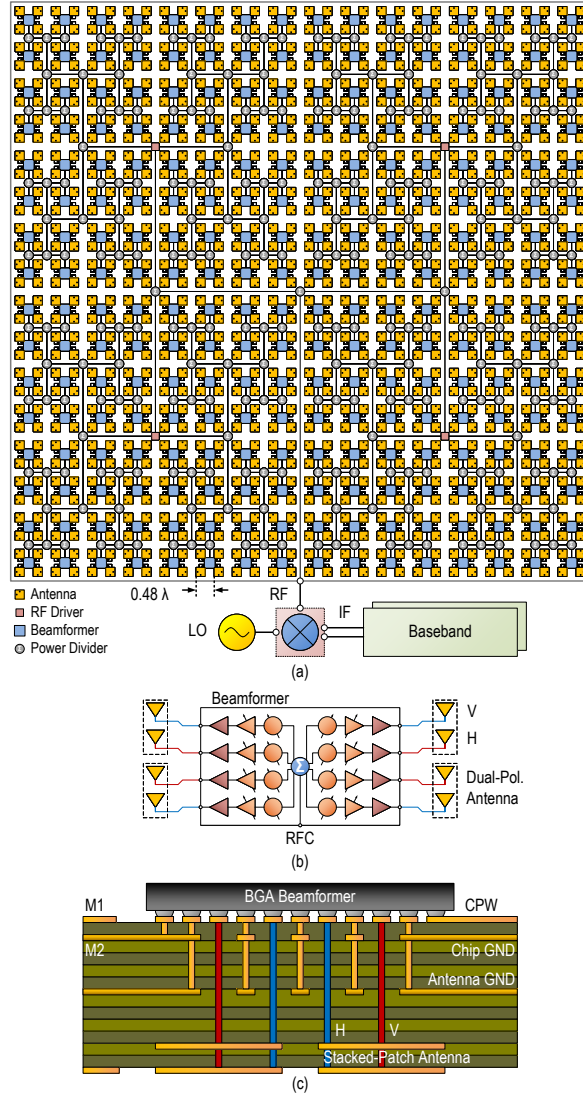 Antenna
RF Driver
Beamformer
Power Divider
0.48 λ
RF
LO
IF
Baseband
(a)
Beamformer
V
H
Dual-Pol.
Antenna
Σ
RFC
(b)
BGA Beamformer
M1
CPW
M2
Chip GND
Antenna GND
H
V
Stacked-Patch Antenna
(c)